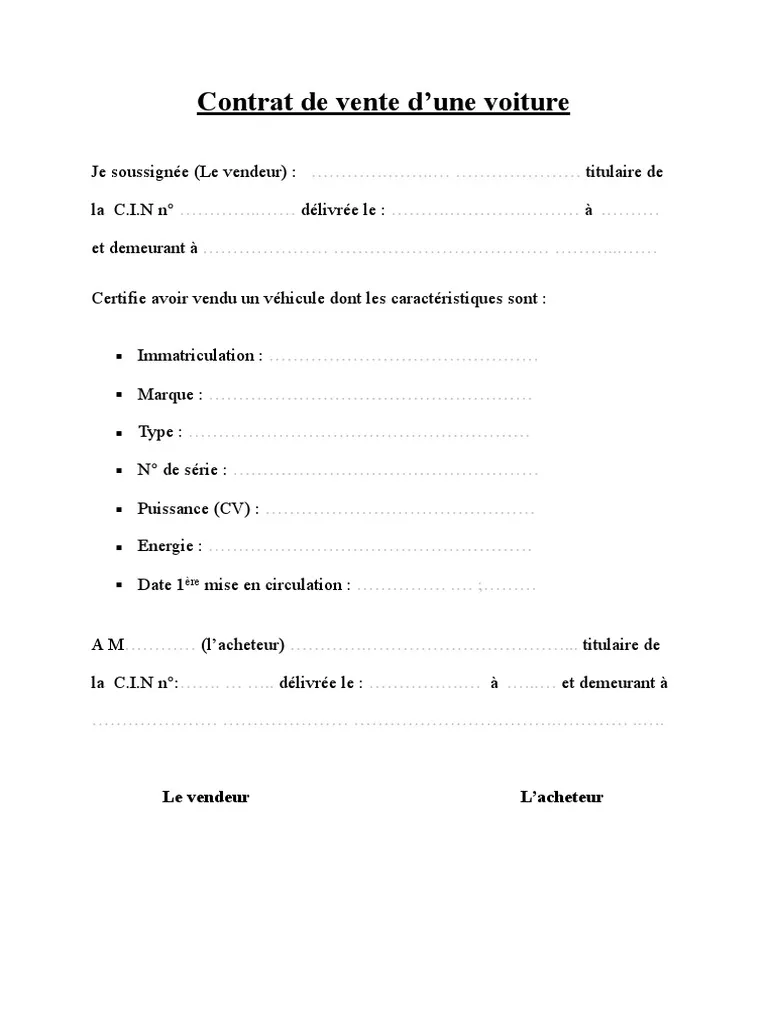 Contrat de vente d’une voiture
Je soussignée (Le vendeur) : ………….……..… ………………… titulaire de
la C.I.N n° …………..…… délivrée le : ……….………….……… à .………
et demeurant à ………………… ……………………………… ………...……
Certifie avoir vendu un véhicule dont les caractéristiques sont :
▪ Immatriculation : ………………………………………
▪ Marque : ………………………………………………
▪ Type : …………………………………………………
▪ N° de série : ……………………………………………
▪ Puissance (CV) : ………………………………………
▪ Energie : ………………………………………………
▪ Date 1ère mise en circulation : …………… …. ;………
A M………… (l’acheteur) ………….……………………………... titulaire de
la C.I.N n°:……. … ….. délivrée le : …………….… à …..… et demeurant à
………………… ………………… …………………………….………… ..….
Le vendeur L’acheteur